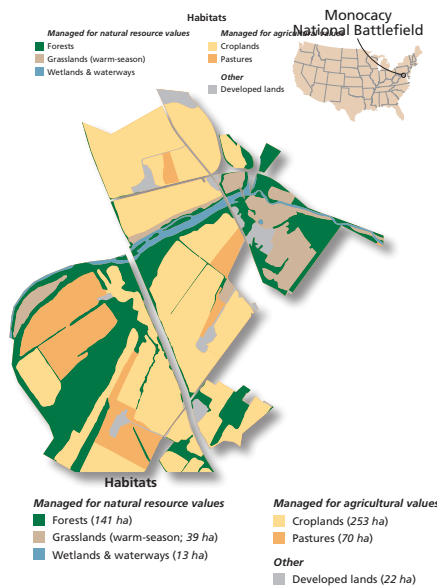 Habitats
Monocacy
National Battlefield
Managed for natural resource values
Forests
Grasslands (warm-season)
Wetlands & waterways
Managed for agricultural values
Croplands
Pastures
Other
Developed lands
Habitats
Managed for natural resource values
Forests (141 ha)
Grasslands (warm-season; 39 ha)
Wetlands & waterways (13 ha)
Managed for agricultural values
Croplands (253 ha)
Pastures (70 ha)
Other
Developed lands (22 ha)